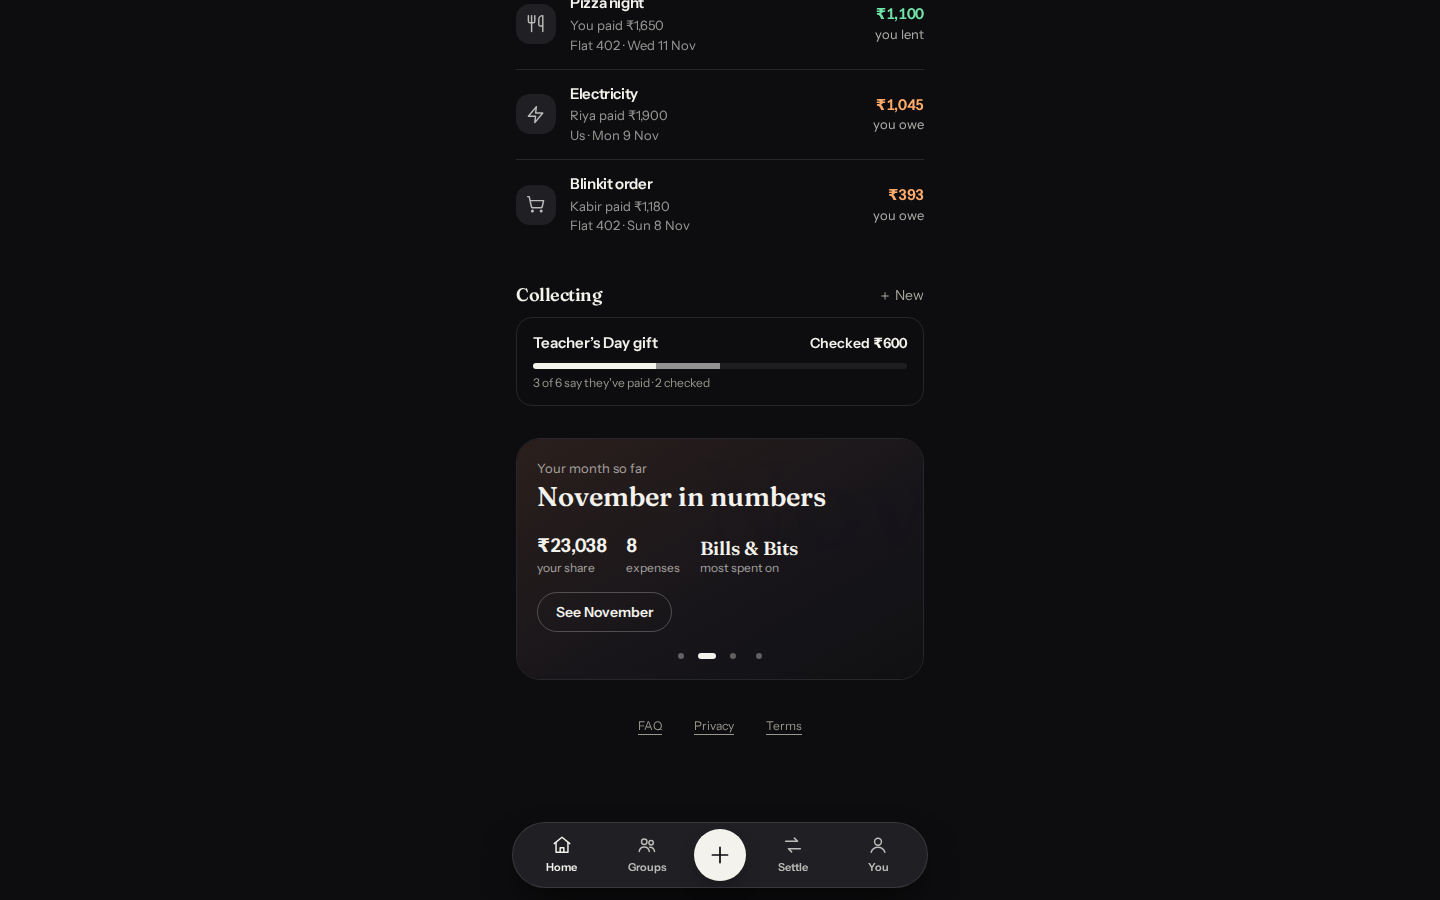 Pizza night
₹1,100
You paid ₹1,650
you lent
Flat 402 · Wed 11 Nov
Electricity
₹1,045
Riya paid ₹1,900
you owe
Us · Mon 9 Nov
Blinkit order
₹393
Kabir paid ₹1,180
you owe
Flat 402 · Sun 8 Nov
Collecting
+ New
Teacher’s Day gift
Checked ₹600
3 of 6 say they’ve paid · 2 checked
Your month so far
November in numbers
₹23,038
your share
8
expenses
Bills & Bits
most spent on
See November
FAQ
Privacy
Terms
Home
Groups
Settle
You